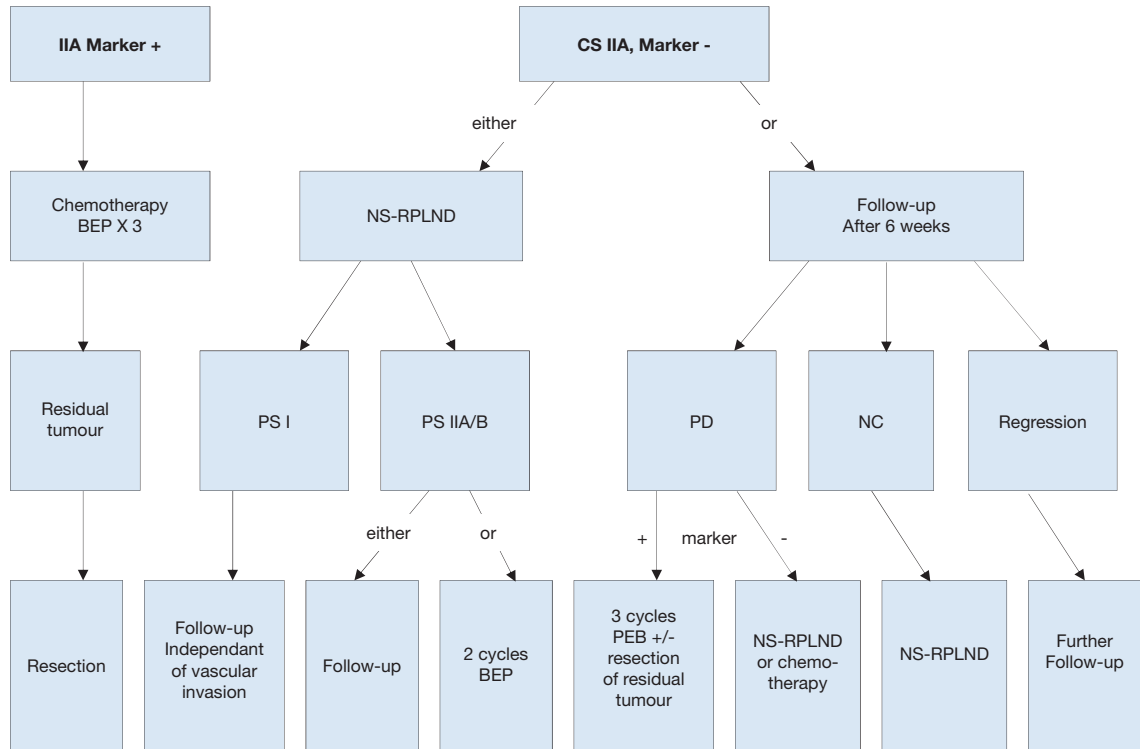 IIA Marker +
CS IIA, Marker -
either
or
Chemotherapy
BEP X 3
NS-RPLND
Follow-up
After 6 weeks
Residual
tumour
PS I
PS IIA/B
PD
NC
Regression
either
or
+
marker
-
Resection
Follow-up
Independant
of vascular
invasion
Follow-up
2 cycles
BEP
3 cycles
PEB +/-
resection
of residual
tumour
NS-RPLND
or chemo-
therapy
NS-RPLND
Further
Follow-up